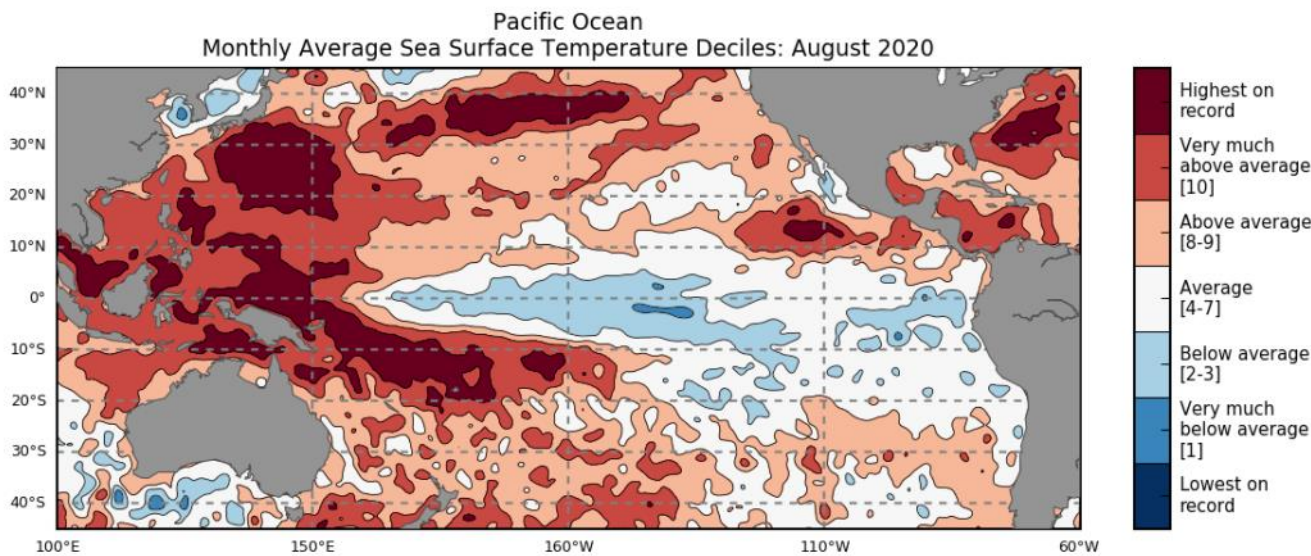 Pacific Ocean
Monthly Average Sea Surface Temperature Deciles: August 2020
40°N
30°N
20°N
10°N
0°
10°S
20°S
30°S
40°S
100°E
150°E
160°W
110°W
60°W
Highest on
record
Very much
above average
[10]
Above average
[8-9]
Average
[4-7]
Below average
[2-3]
Very much
below average
[1]
Lowest on
record